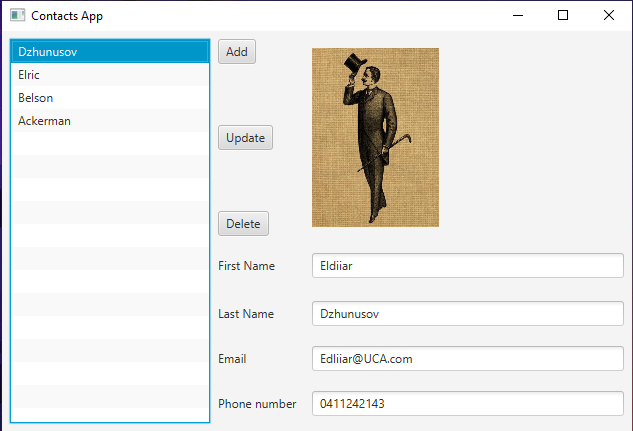 Contacts App
Dzhunusov
Elric
Belson
Ackerman
Add
Update
Delete
First Name Eldiiar
Last Name Dzhunusov
Email Edliiar@UCA.com
Phone number 0411242143